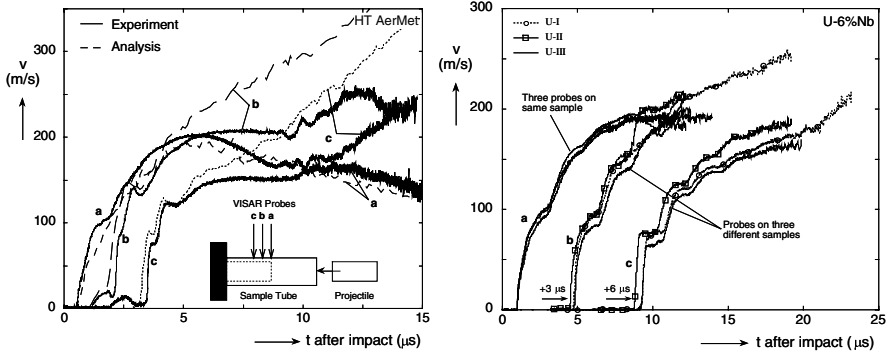 HT AerMet
Experiment
Analysis
v
(m/s)
300
200
100
0
a
b
c
b
c
a
VISAR Probes
c b a
Sample Tube
Projectile
0
5
10
15
t after impact (μs)
U-6%Nb
U-I
U-II
U-III
v
(m/s)
300
200
100
0
Three probes on
same sample
Probes on three
different samples
a
b
c
+3 μs
+6 μs
0
5
10
15
20
25
t after impact (μs)